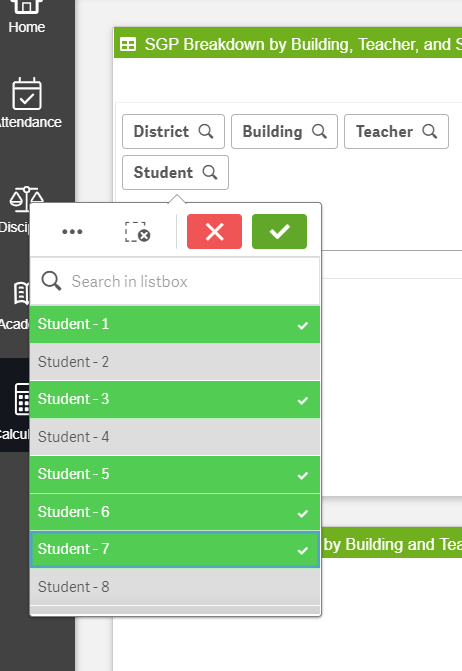 Home
SGP Breakdown by Building, Teacher, and S
Attendance
District
Building
Teacher
Student
Discip
Search in listbox
Student - 1
Acade
Student - 2
Student - 3
Student - 4
Calcul
Student - 5
Student - 6
Student - 7
by Building and Tea
Student - 8